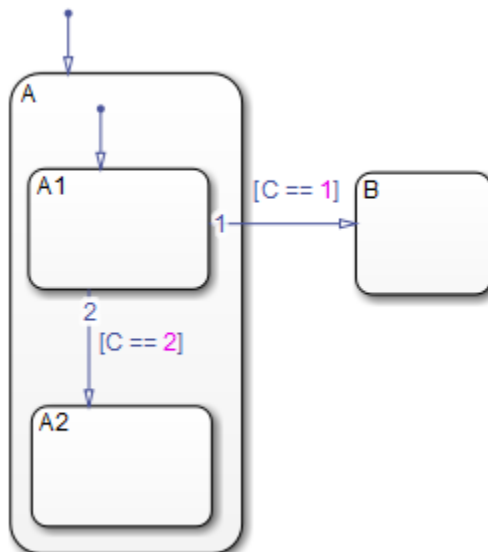 A
A1
[C == 1]
B
1
2
[C == 2]
A2